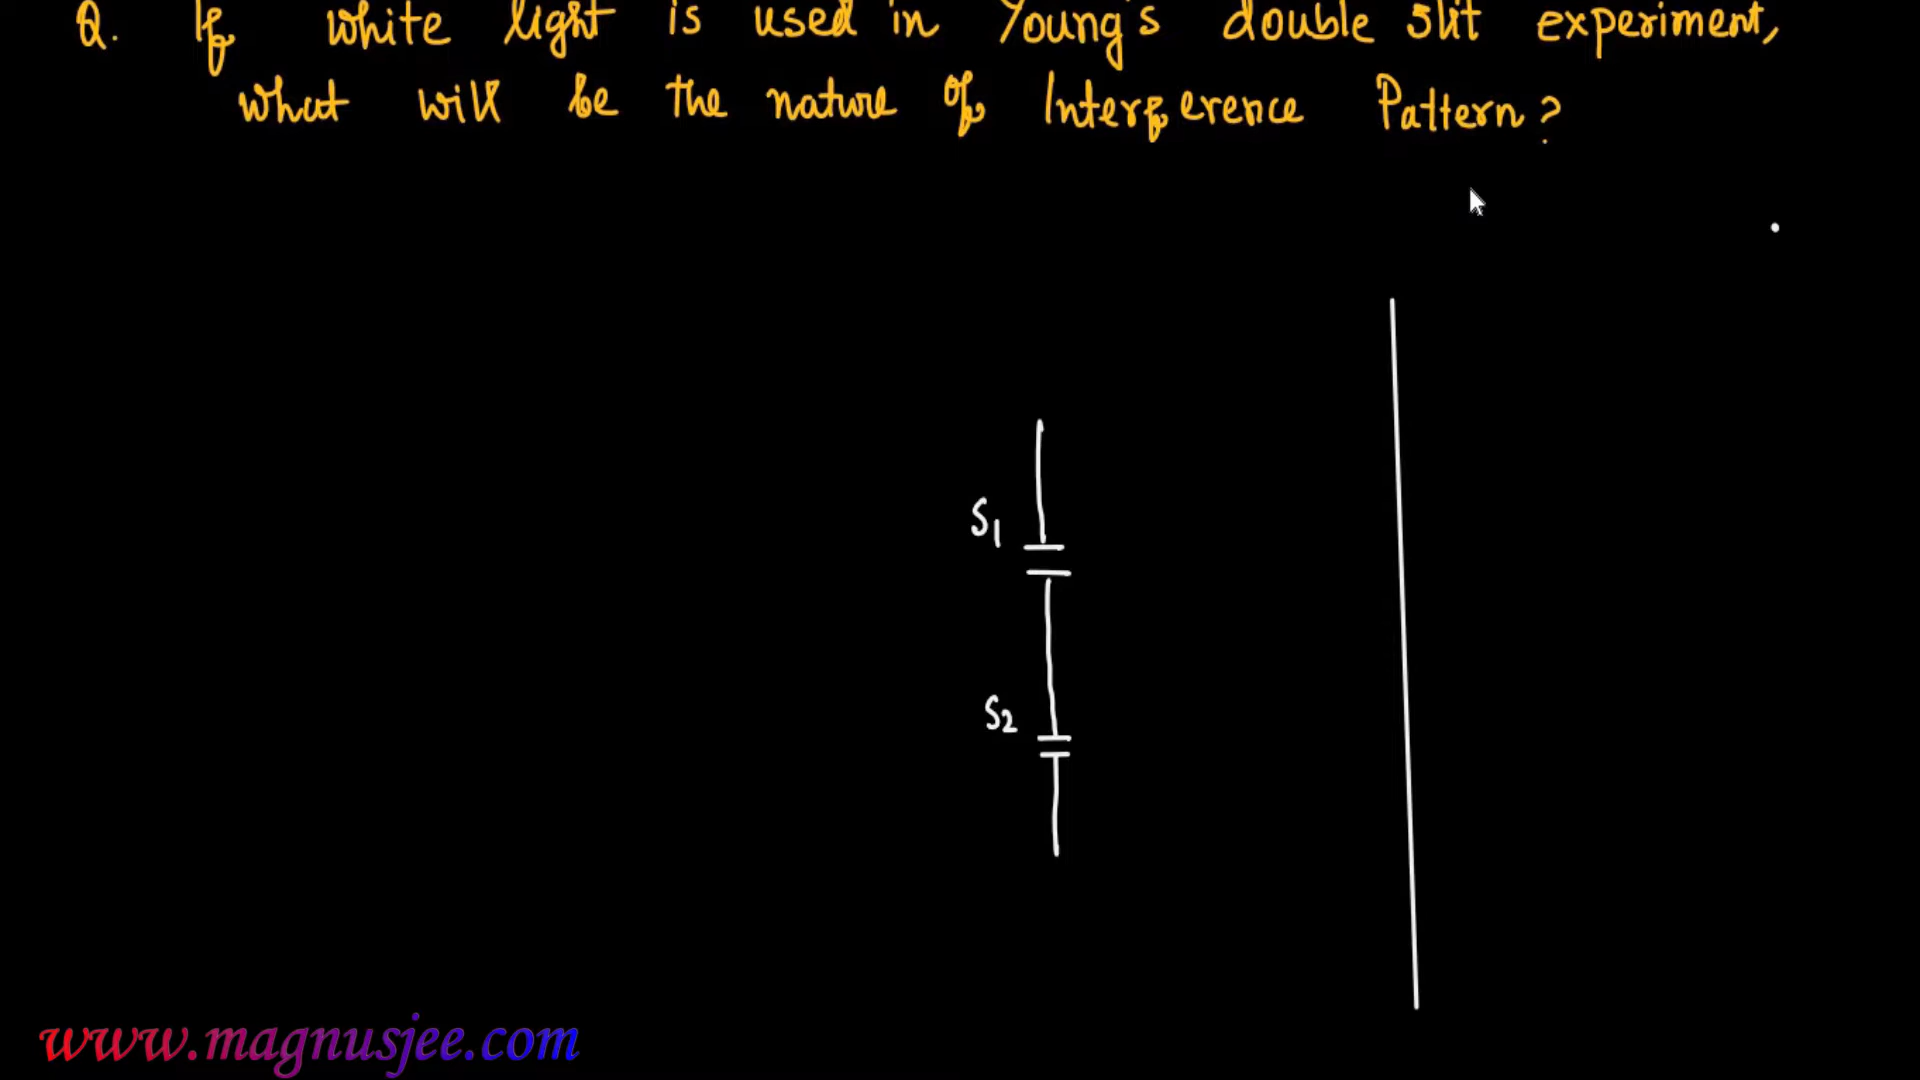 Q. If white light is used in Young's double slit experiment,
what will be the nature of Interference Pattern?
S1
S2
www.magnusjee.com